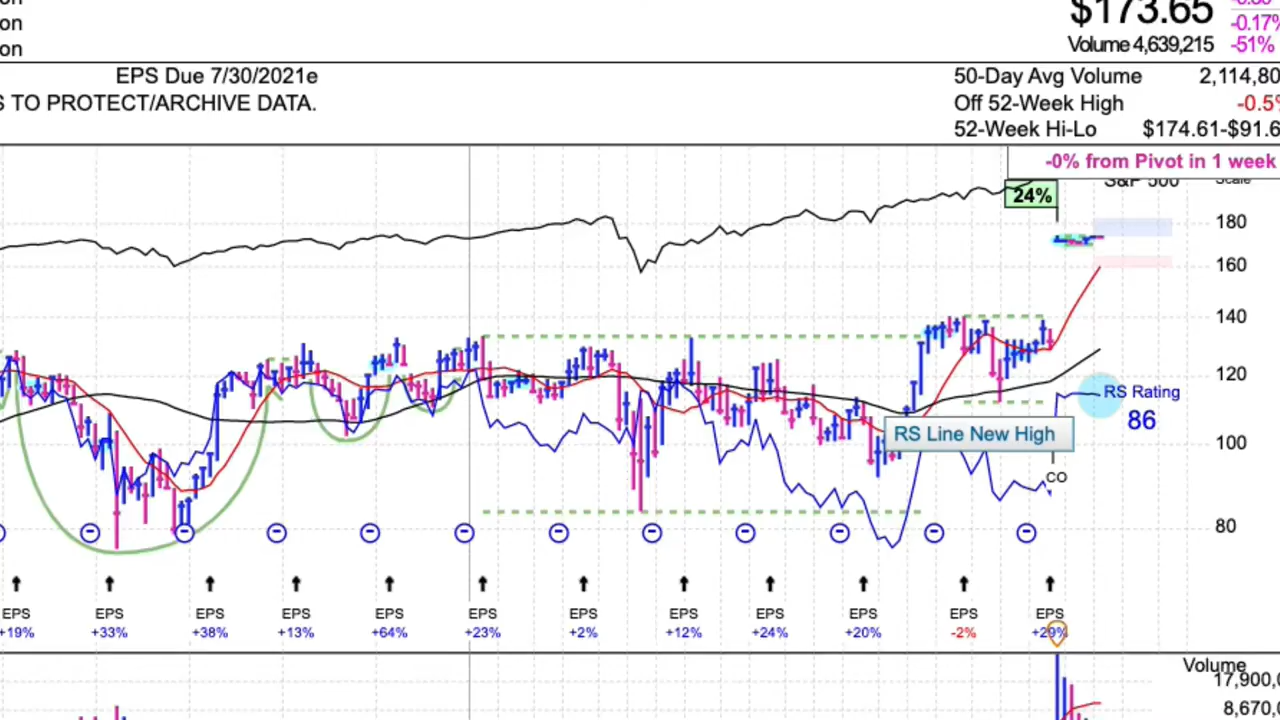 on
on
$173.65
-0.17%
Volume 4,639,215 -51%
EPS Due 7/30/2021e
S TO PROTECT/ARCHIVE DATA.
50-Day Avg Volume 2,114,80
Off 52-Week High -0.5%
52-Week Hi-Lo $174.61-$91.6
-0% from Pivot in 1 week
S&P 500 Scale
24%
180
160
140
120
100
80
RS Rating
86
RS Line New High
CO
EPS EPS EPS EPS EPS EPS EPS EPS EPS EPS EPS EPS
+19% +33% +38% +13% +64% +23% +2% +12% +24% +20% -2% +29%
Volume
17,900,0
8,670,0